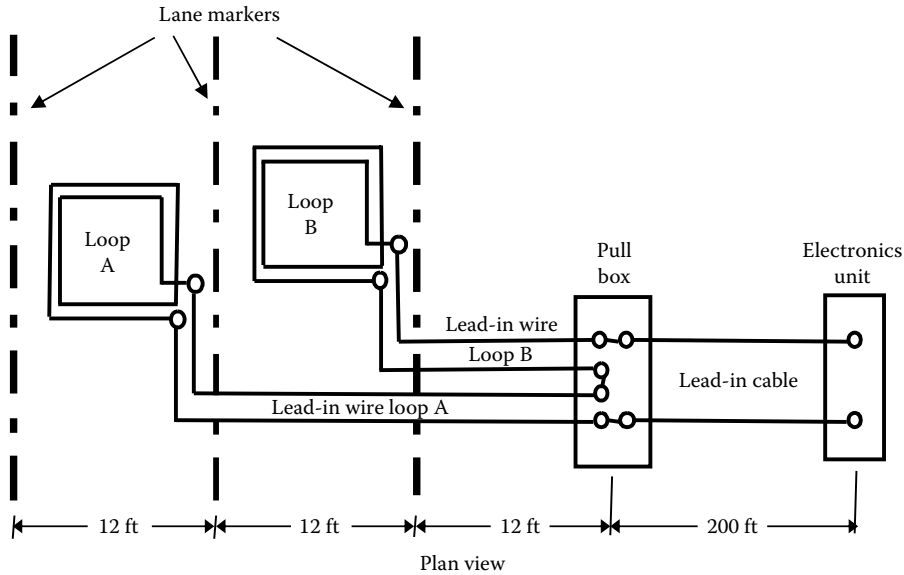 Lane markers
Loop
A
Loop
B
Pull
box
Electronics
unit
Lead-in wire
Loop B
Lead-in cable
Lead-in wire loop A
12 ft
12 ft
12 ft
200 ft
Plan view